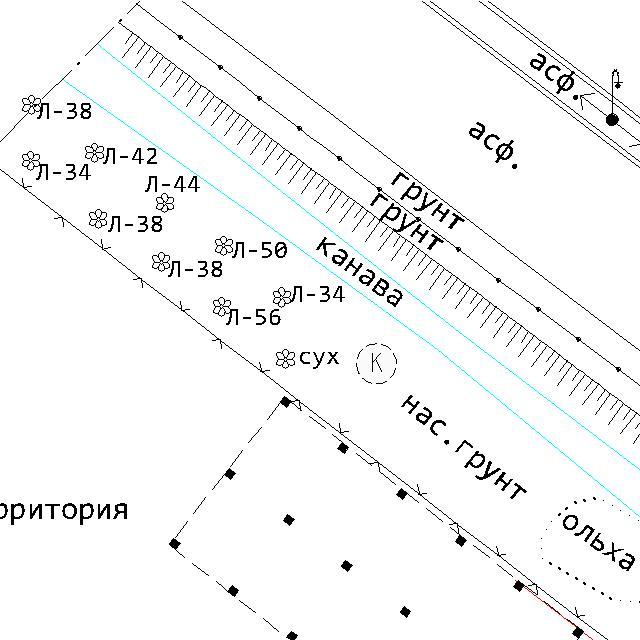 асф.
Л-38
асф.
Л-42
Л-34
Л-44
грунт
грунт
Л-38
Л-50
канава
Л-38
Л-34
Л-56
сух
К
нас.грунт
рритория
ольха